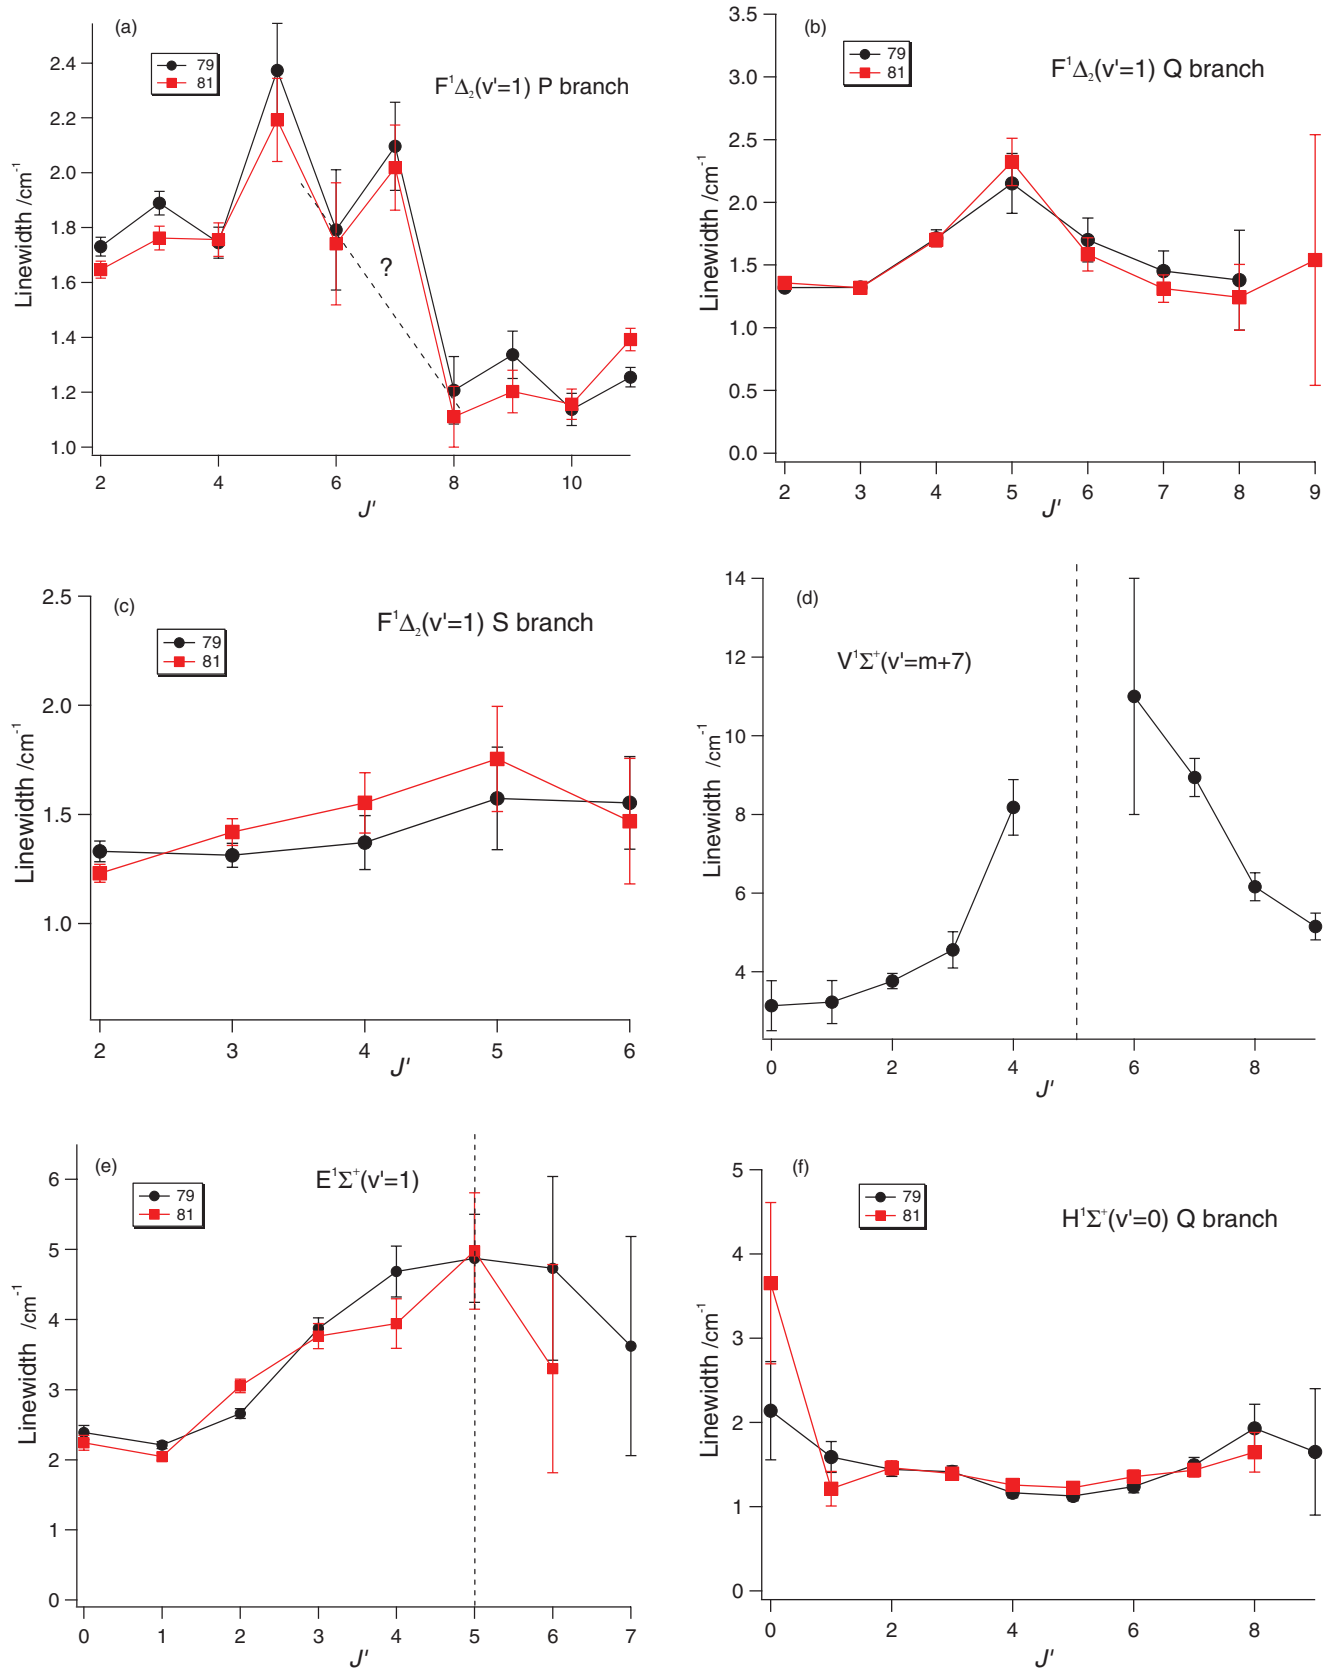 (a)
79
81
F¹Δ₂(v'=1) P branch
?
Linewidth /cm⁻¹
2.4
2.2
2.0
1.8
1.6
1.4
1.2
1.0
2 4 6 8 10
J'
(b)
79
81
F¹Δ₂(v'=1) Q branch
Linewidth /cm⁻¹
3.5
3.0
2.5
2.0
1.5
1.0
0.5
0.0
2 3 4 5 6 7 8 9
J'
(c)
79
81
F¹Δ₂(v'=1) S branch
Linewidth /cm⁻¹
2.5
2.0
1.5
1.0
2 3 4 5 6
J'
(d)
V¹Σ⁺(v'=m+7)
Linewidth /cm⁻¹
14
12
10
8
6
4
0 2 4 6 8
J'
(e)
79
81
E¹Σ⁺(v'=1)
Linewidth /cm⁻¹
6
5
4
3
2
1
0
0 1 2 3 4 5 6 7
J'
(f)
79
81
H¹Σ⁺(v'=0) Q branch
Linewidth /cm⁻¹
5
4
3
2
1
0
0 2 4 6 8
J'